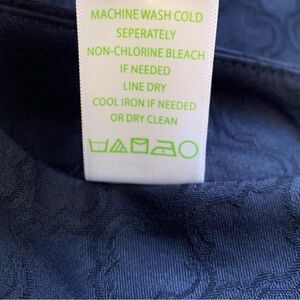 MACHINE WASH COLD
SEPERATELY
NON-CHLORINE BLEACH
IF NEEDED
LINE DRY
COOL IRON IF NEEDED
OR DRY CLEAN